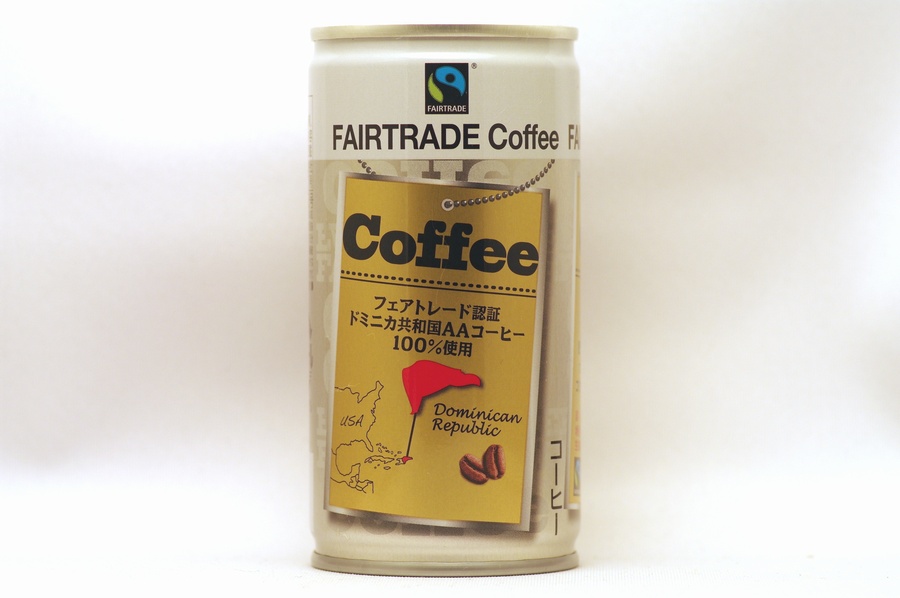 ®
FAIRTRADE
FAIRTRADE Coffee
FA
Coffee
フェアトレード認証
ドミニカ共和国AAコーヒー
100%使用
USA
Dominican
Republic
コーヒー